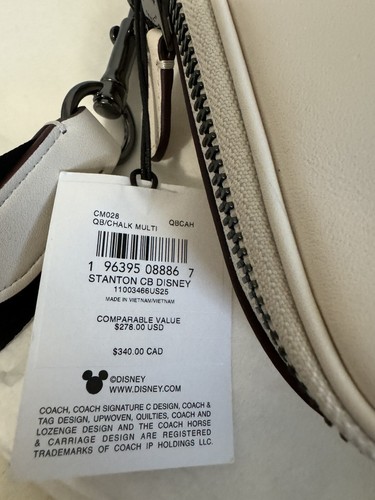 CM028
QB/CHALK MULTI QBCAH
1 96395 08886 7
STANTON CB DISNEY
11003466US25
MADE IN VIETNAM/VIETNAM
COMPARABLE VALUE
$278.00 USD
$340.00 CAD
©DISNEY
WWW.DISNEY.COM
COACH, COACH SIGNATURE C DESIGN, COACH &
TAG DESIGN, UPWOVEN, QUILTIES, COACH AND
LOZENGE DESIGN AND THE COACH HORSE
& CARRIAGE DESIGN ARE REGISTERED
TRADEMARKS OF COACH IP HOLDINGS LLC.